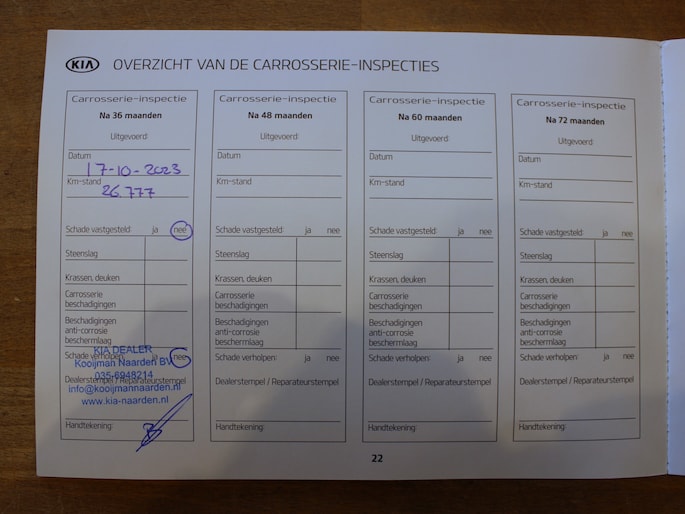 KIA OVERZICHT VAN DE CARROSSERIE-INSPECTIES
Carrosserie-inspectie
Na 36 maanden
Uitgevoerd:
Datum
17-10-2023
Km-stand
26.777
Schade vastgesteld: ja nee
Steenslag
Krassen, deuken
Carrosserie
beschadigingen
Beschadigingen
anti-corrosie
beschermlaag
Schade verholpen: ja nee
KIA DEALER
Kooijman Naarden BV
035-6948214
Dealerstempel / Reparateurstempel
info@kooijmannaarden.nl
www.kia-naarden.nl
Handtekening:
Carrosserie-inspectie
Na 48 maanden
Uitgevoerd:
Datum
Km-stand
Schade vastgesteld: ja nee
Steenslag
Krassen, deuken
Carrosserie
beschadigingen
Beschadigingen
anti-corrosie
beschermlaag
Schade verholpen: ja nee
Dealerstempel / Reparateurstempel
Handtekening:
Carrosserie-inspectie
Na 60 maanden
Uitgevoerd:
Datum
Km-stand
Schade vastgesteld: ja nee
Steenslag
Krassen, deuken
Carrosserie
beschadigingen
Beschadigingen
anti-corrosie
beschermlaag
Schade verholpen: ja nee
Dealerstempel / Reparateurstempel
Handtekening:
Carrosserie-inspectie
Na 72 maanden
Uitgevoerd:
Datum
Km-stand
Schade vastgesteld: ja nee
Steenslag
Krassen, deuken
Carrosserie
beschadigingen
Beschadigingen
anti-corrosie
beschermlaag
Schade verholpen: ja nee
Dealerstempel / Reparateurstempel
Handtekening:
22